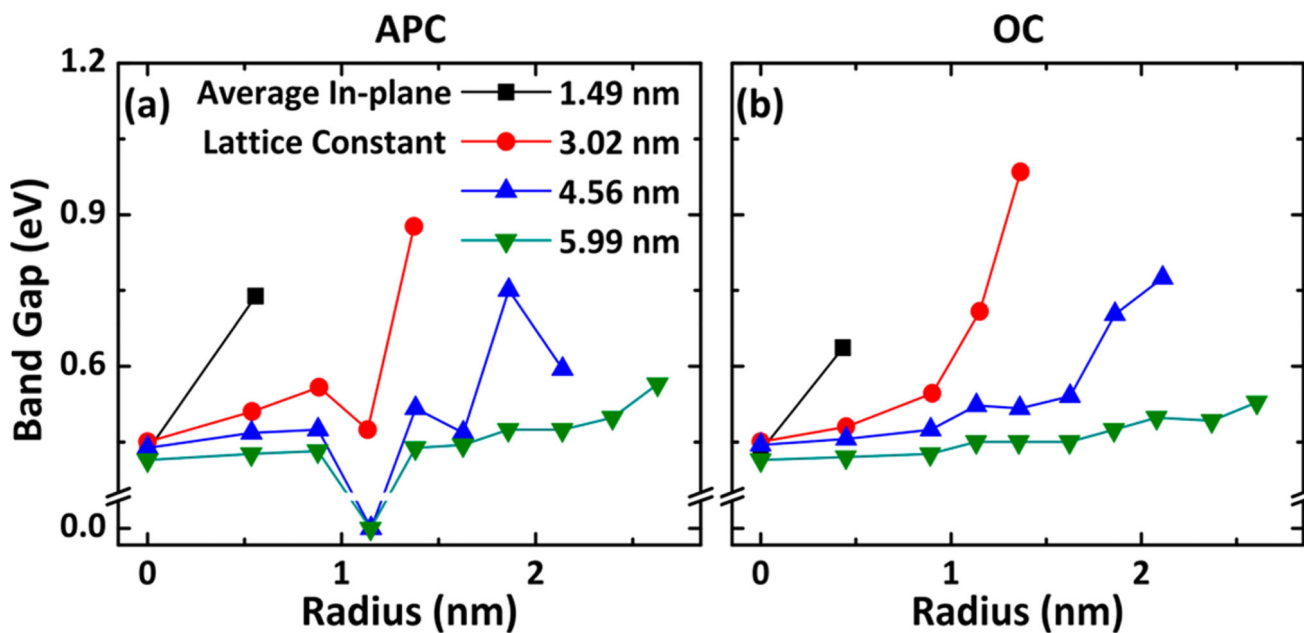 APC
OC
(a)
Average In-plane
Lattice Constant
1.49 nm
3.02 nm
4.56 nm
5.99 nm
(b)
Band Gap (eV)
1.2
0.9
0.6
0.0
0
1
2
Radius (nm)
0
1
2
Radius (nm)